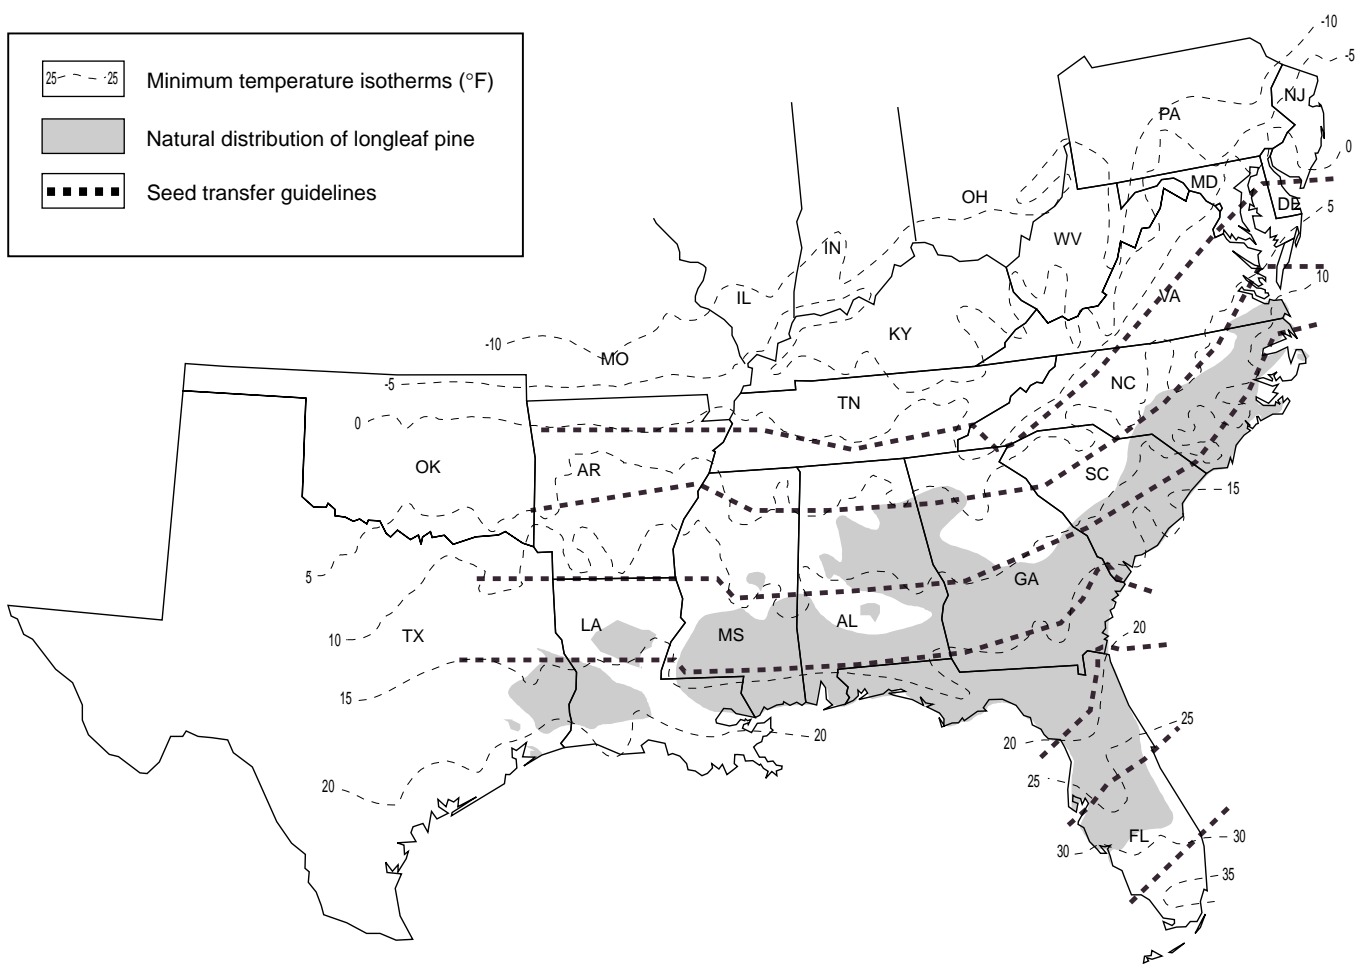 25 25 Minimum temperature isotherms (°F)
Natural distribution of longleaf pine
Seed transfer guidelines
-10
-5
NJ
PA
0
MD
OH
DE
5
WV
IN
10
VA
IL
KY
-10
MO
-5
NC
TN
0
OK
AR
SC
15
5
GA
10
TX
LA
MS
AL
20
15
25
20
20
25
20
FL
30
30
35